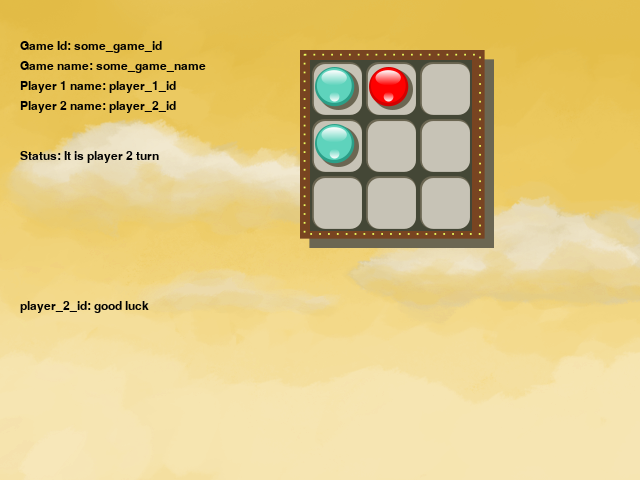 Game Id: some_game_id
Game name: some_game_name
Player 1 name: player_1_id
Player 2 name: player_2_id
Status: It is player 2 turn
player_2_id: good luck